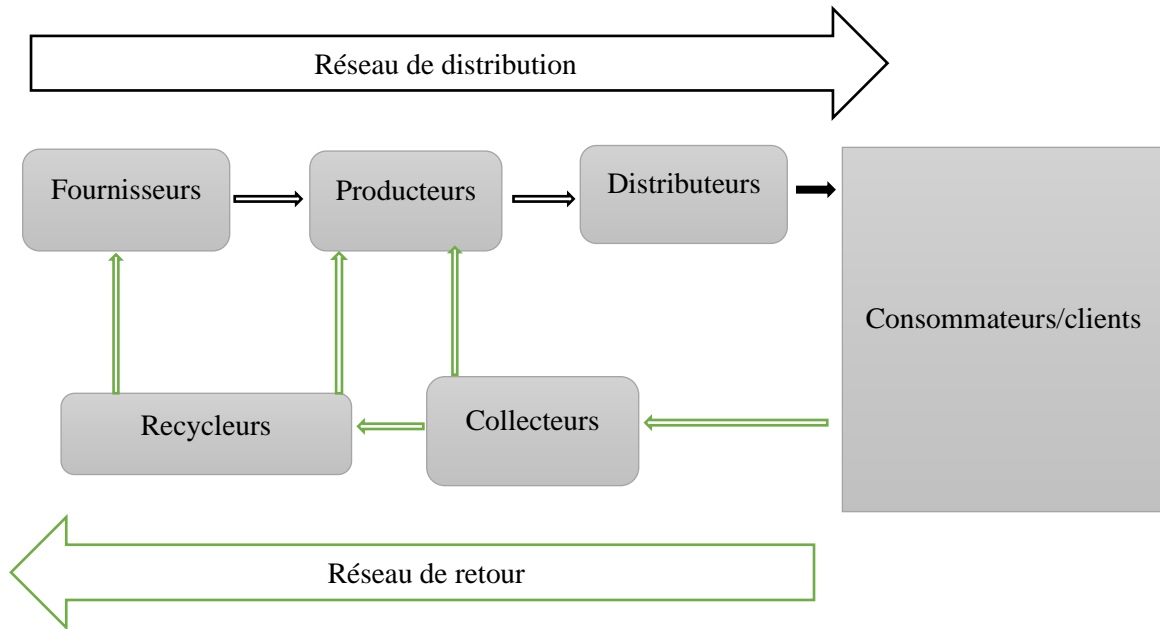 Réseau de distribution
Fournisseurs
Producteurs
Distributeurs
Consommateurs/clients
Recycleurs
Collecteurs
Réseau de retour